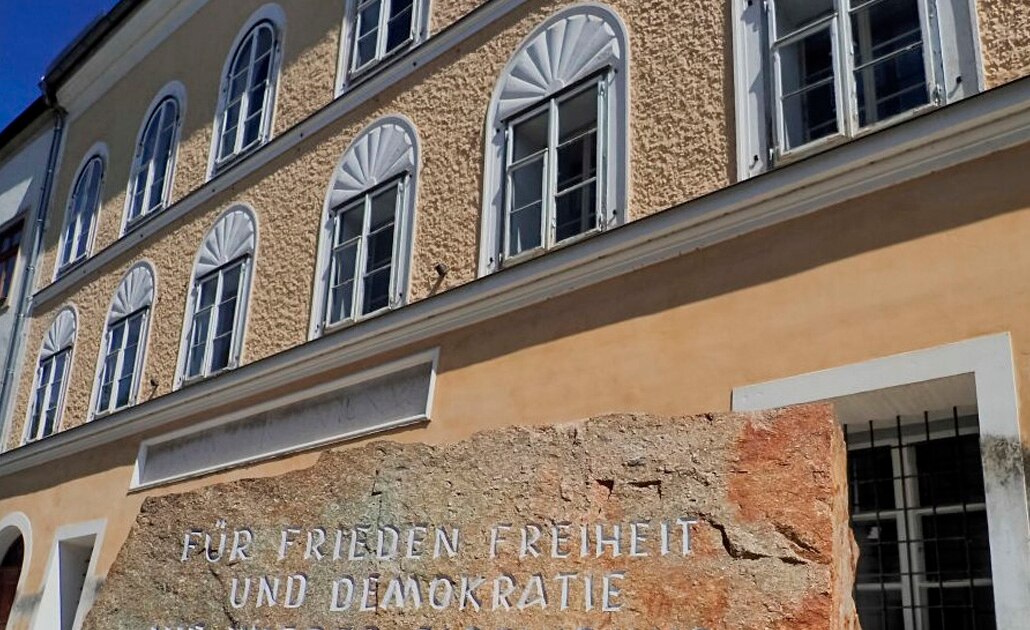 FÜR FRIEDEN FREIHEIT
UND DEMOKRATIE